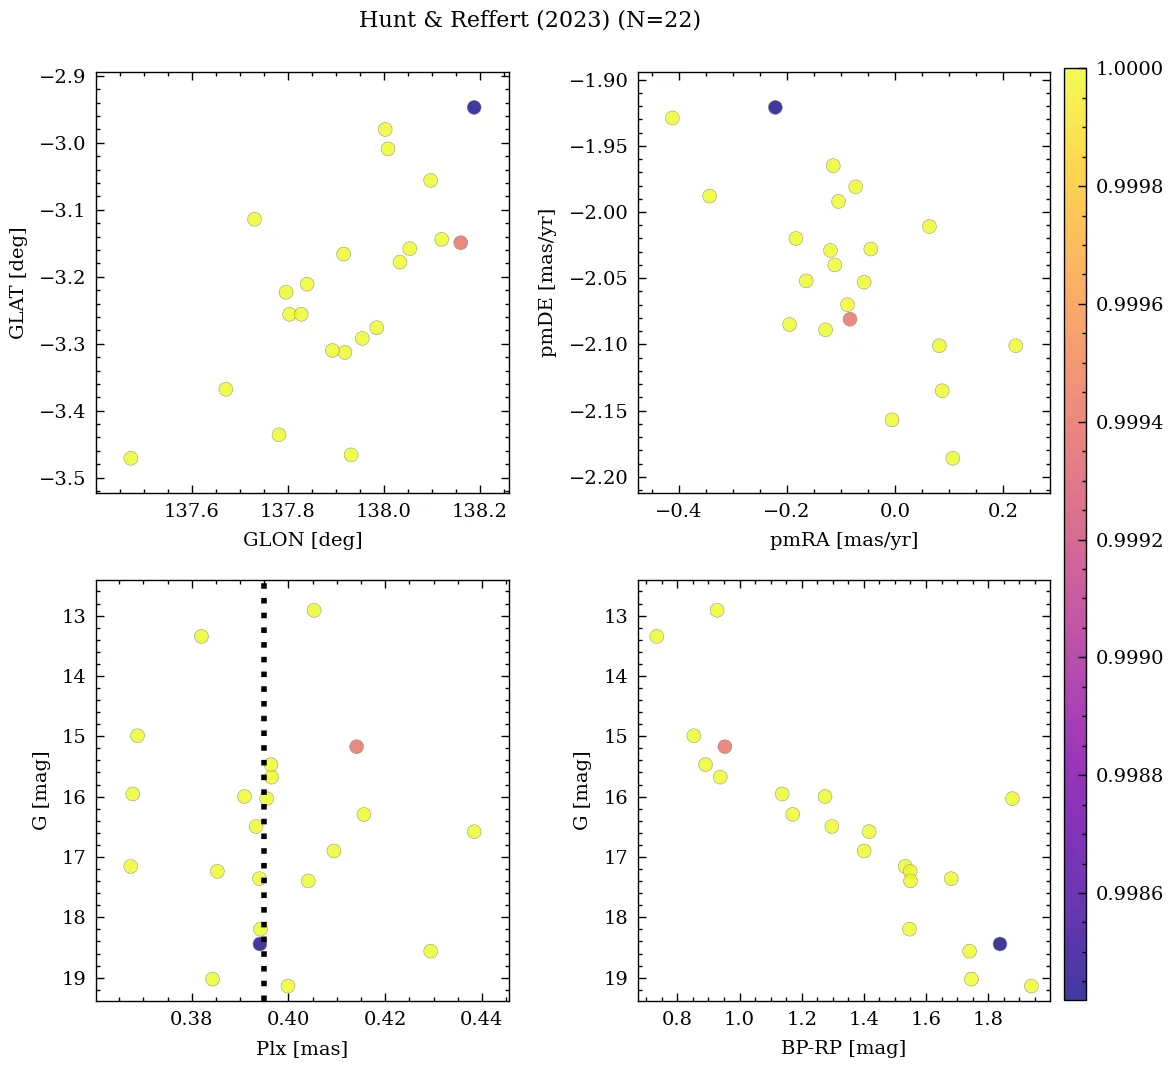 Hunt & Reffert (2023) (N=22)
−2.9
−3.0
−3.1
−3.2
−3.3
−3.4
−3.5
GLAT [deg]
137.6 137.8 138.0 138.2
GLON [deg]
−1.90
−1.95
−2.00
−2.05
−2.10
−2.15
−2.20
pmDE [mas/yr]
−0.4 −0.2 0.0 0.2
pmRA [mas/yr]
1.0000
0.9998
0.9996
0.9994
0.9992
0.9990
0.9988
0.9986
13
14
15
16
17
18
19
G [mag]
0.38 0.40 0.42 0.44
Plx [mas]
13
14
15
16
17
18
19
G [mag]
0.8 1.0 1.2 1.4 1.6 1.8
BP-RP [mag]